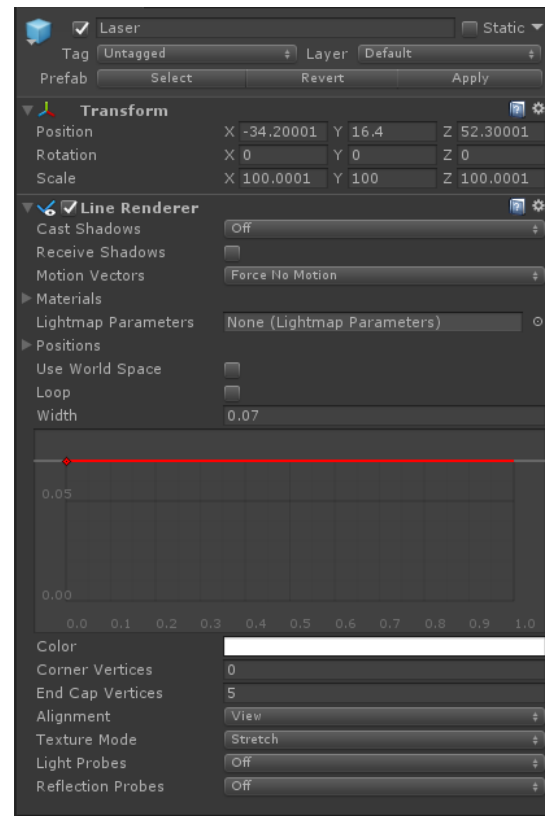 Laser Static
Tag Untagged Layer Default
Prefab Select Revert Apply
Transform
Position X -34.20001 Y 16.4 Z 52.30001
Rotation X 0 Y 0 Z 0
Scale X 100.0001 Y 100 Z 100.0001
Line Renderer
Cast Shadows Off
Receive Shadows
Motion Vectors Force No Motion
Materials
Lightmap Parameters None (Lightmap Parameters)
Positions
Use World Space
Loop
Width 0.07
0.05
0.00
0.0 0.1 0.2 0.3 0.4 0.5 0.6 0.7 0.8 0.9 1.0
Color
Corner Vertices 0
End Cap Vertices 5
Alignment View
Texture Mode Stretch
Light Probes Off
Reflection Probes Off